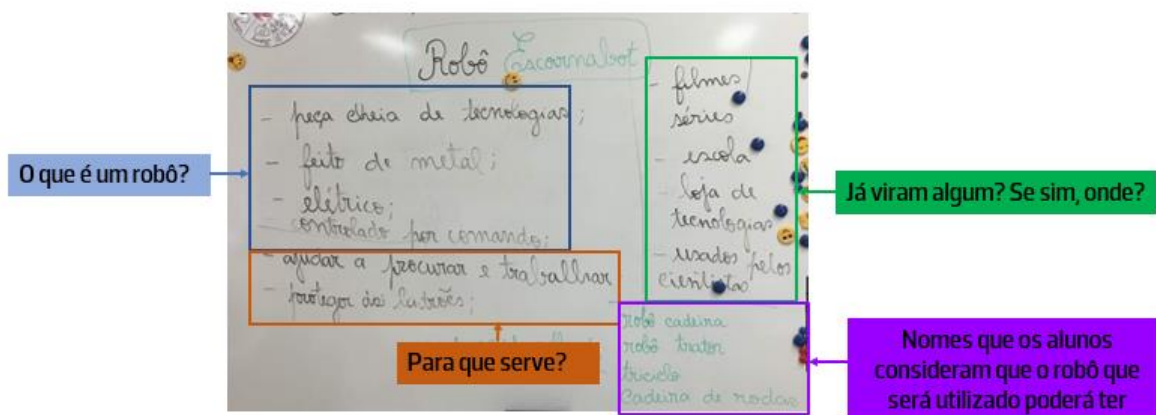 Robô Escornabot
- peça cheia de tecnologias;
- feito de metal;
- elétrico;
- controlado por comando;
- ajudar a procurar e trabalhar
- proteger dos ladrões;
- filmes
séries
- escola
- loja de
tecnologias
- usados pelos
cientistas
robô cadeira
robô trator
triciclo
cadeira de rodas
O que é um robô?
Já viram algum? Se sim, onde?
Para que serve?
Nomes que os alunos
consideram que o robô que
será utilizado poderá ter